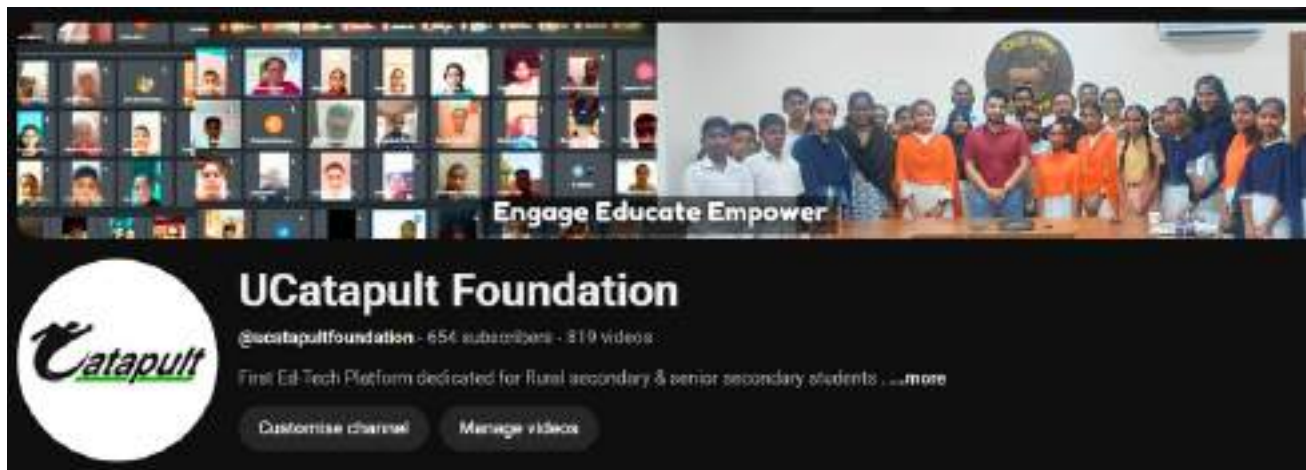 Engage Educate Empower
UCatapult Foundation
@ucatapultfoundation - 654 subscribers - 819 videos
UCatapult
First Ed-Tech Platform dedicated for Rural secondary & senior secondary students . ...more
Customise channel
Manage videos